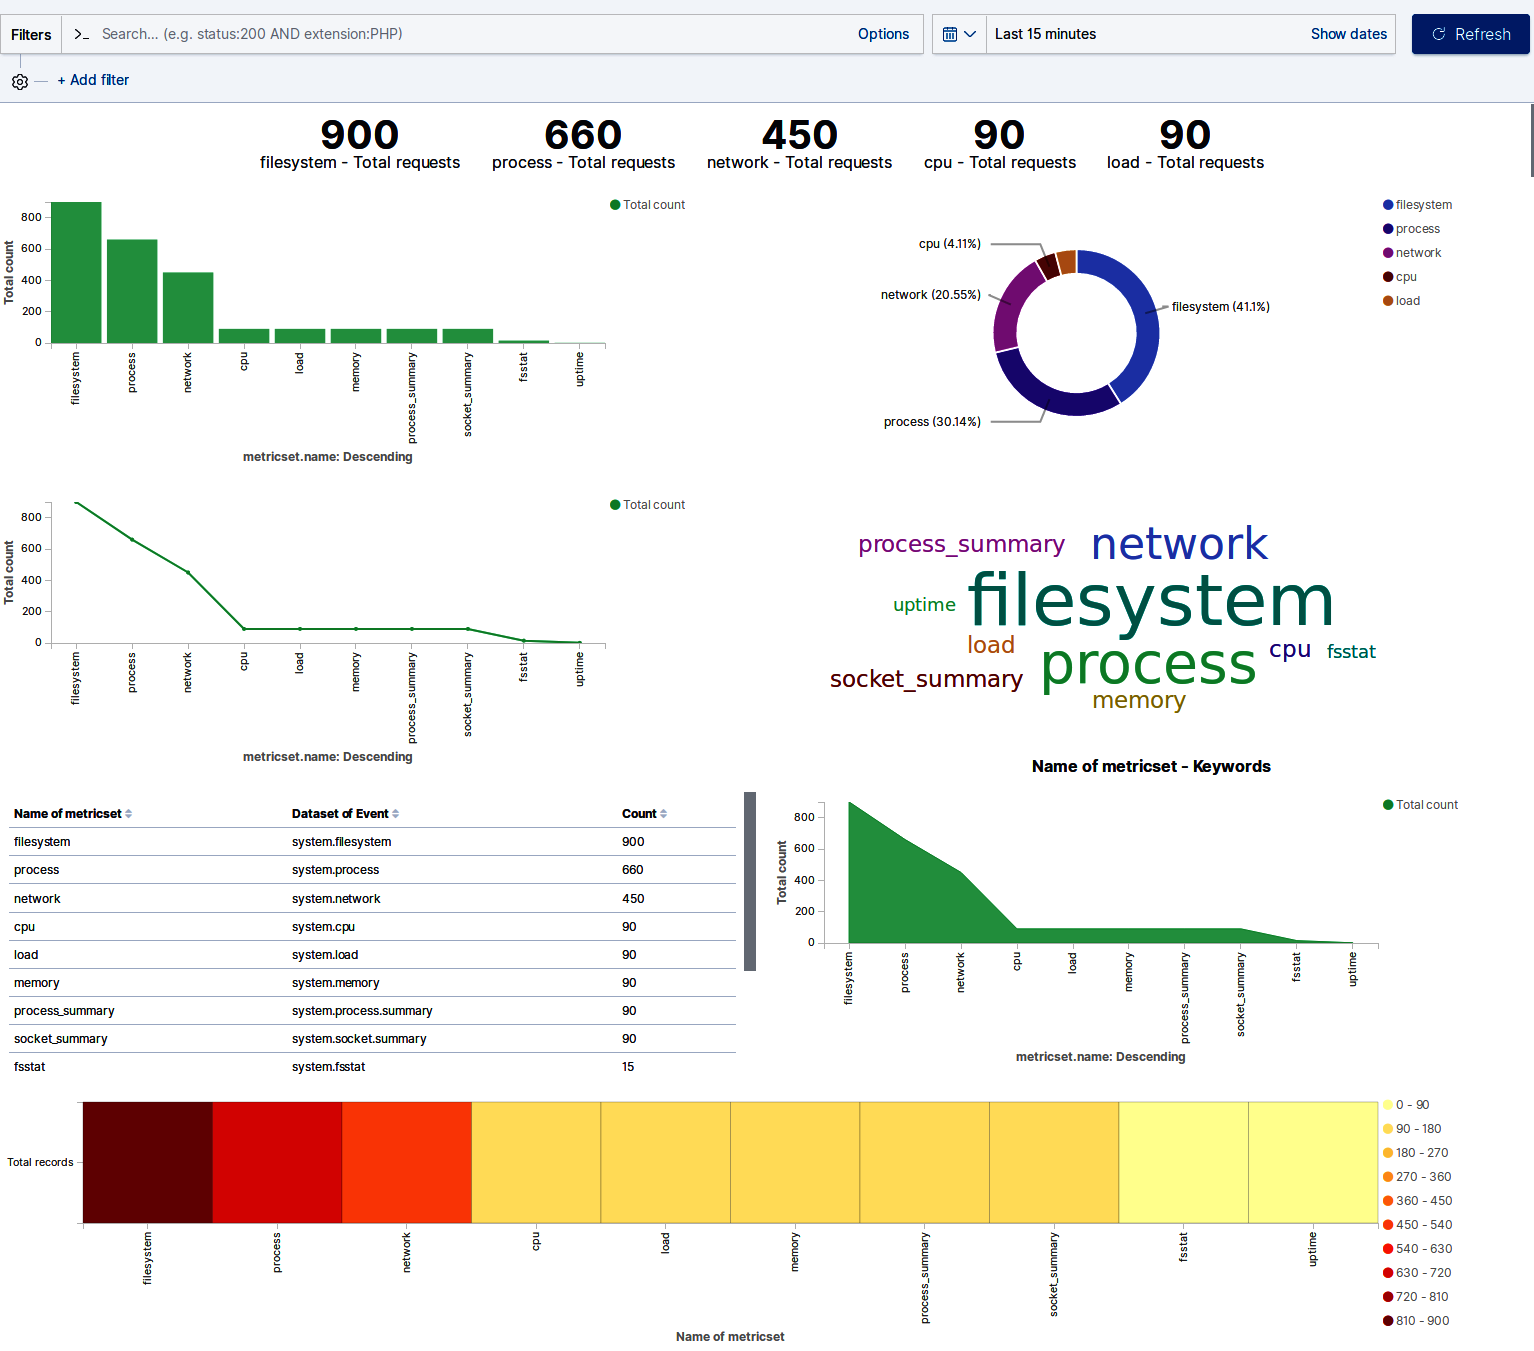 Filters
>_ Search... (e.g. status:200 AND extension:PHP)
Options
Last 15 minutes
Show dates
Refresh
+ Add filter
900 660 450 90 90
filesystem - Total requests process - Total requests network - Total requests cpu - Total requests load - Total requests
Total count
800
600
400
200
0
filesystem
process
network
cpu
load
memory
process_summary
socket_summary
fsstat
uptime
metricset.name: Descending
Total count
cpu (4.11%)
network (20.55%)
filesystem (41.1%)
process (30.14%)
filesystem
process
network
cpu
load
Total count
800
600
400
200
0
filesystem
process
network
cpu
load
memory
process_summary
socket_summary
fsstat
uptime
metricset.name: Descending
Total count
process_summary network
uptime filesystem
load process cpu fsstat
socket_summary
memory
Name of metricset - Keywords
Name of metricset Dataset of Event Count
filesystem system.filesystem 900
process system.process 660
network system.network 450
cpu system.cpu 90
load system.load 90
memory system.memory 90
process_summary system.process.summary 90
socket_summary system.socket.summary 90
fsstat system.fsstat 15
Total count
800
600
400
200
0
filesystem
process
network
cpu
load
memory
process_summary
socket_summary
fsstat
uptime
metricset.name: Descending
Total count
Total records
filesystem
process
network
cpu
load
memory
process_summary
socket_summary
fsstat
uptime
Name of metricset
0 - 90
90 - 180
180 - 270
270 - 360
360 - 450
450 - 540
540 - 630
630 - 720
720 - 810
810 - 900